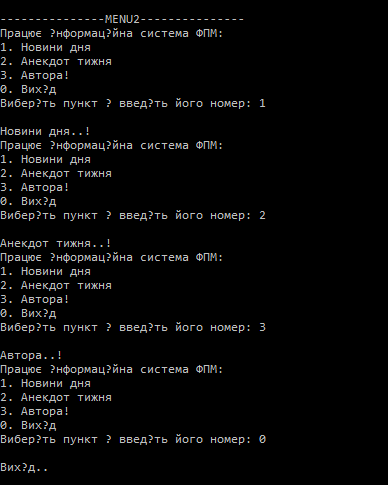 ---------------MENU2---------------
Працює ?нформац?йна система ФПМ:
1. Новини дня
2. Анекдот тижня
3. Автора!
0. Вих?д
Вибер?ть пункт ? введ?ть його номер: 1
Новини дня..!
Працює ?нформац?йна система ФПМ:
1. Новини дня
2. Анекдот тижня
3. Автора!
0. Вих?д
Вибер?ть пункт ? введ?ть його номер: 2
Анекдот тижня..!
Працює ?нформац?йна система ФПМ:
1. Новини дня
2. Анекдот тижня
3. Автора!
0. Вих?д
Вибер?ть пункт ? введ?ть його номер: 3
Автора..!
Працює ?нформац?йна система ФПМ:
1. Новини дня
2. Анекдот тижня
3. Автора!
0. Вих?д
Вибер?ть пункт ? введ?ть його номер: 0
Вих?д..